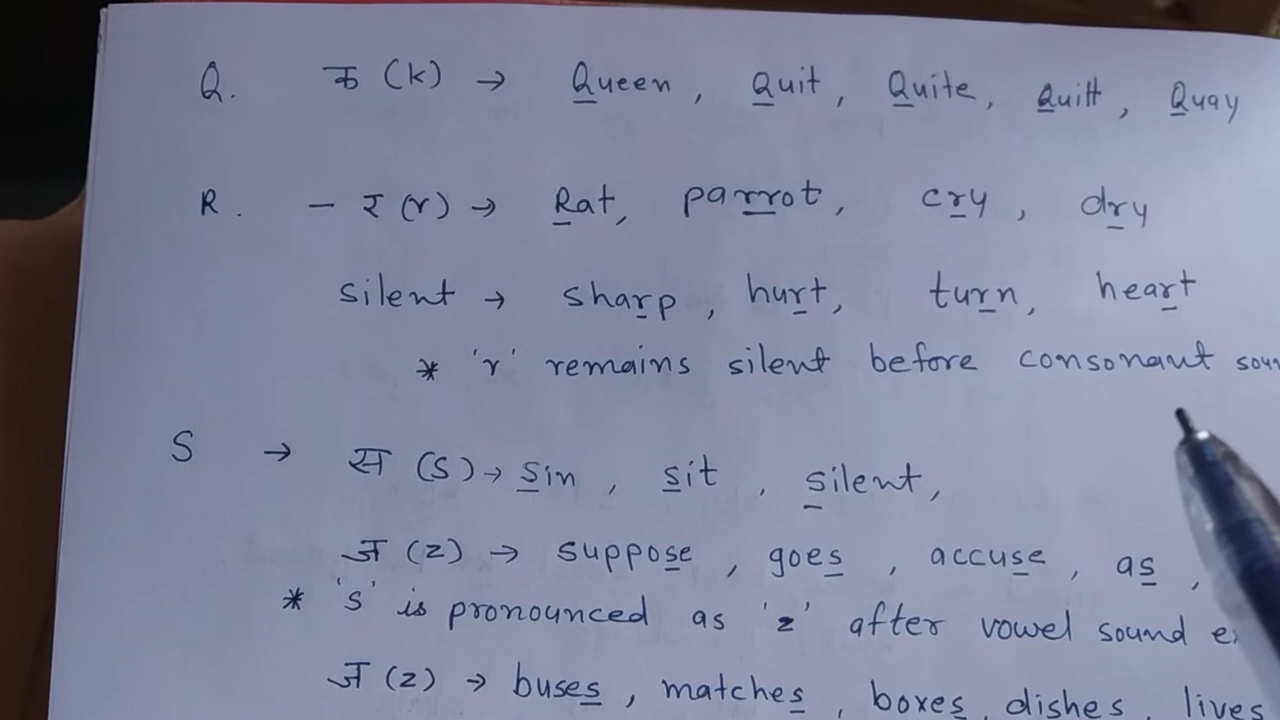 Q. क (k) → Queen, Quit, Quite, Quilt, Quay
R. – र (r) → Rat, parrot, cry, dry
silent → sharp, hurt, turn, heart
* 'r' remains silent before consonant
S → स (s) → sin, sit, silent,
ज (z) → suppose, goes, accuse, as,
* 's' is pronounced as 'z' after vowel sound
ज (z) → buses, matches, boxes, dishes, lives